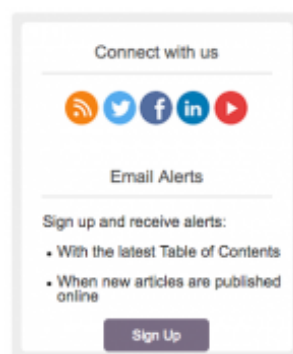 Connect with us
f in
Email Alerts
Sign up and receive alerts:
• With the latest Table of Contents
• When new articles are published
online
Sign Up